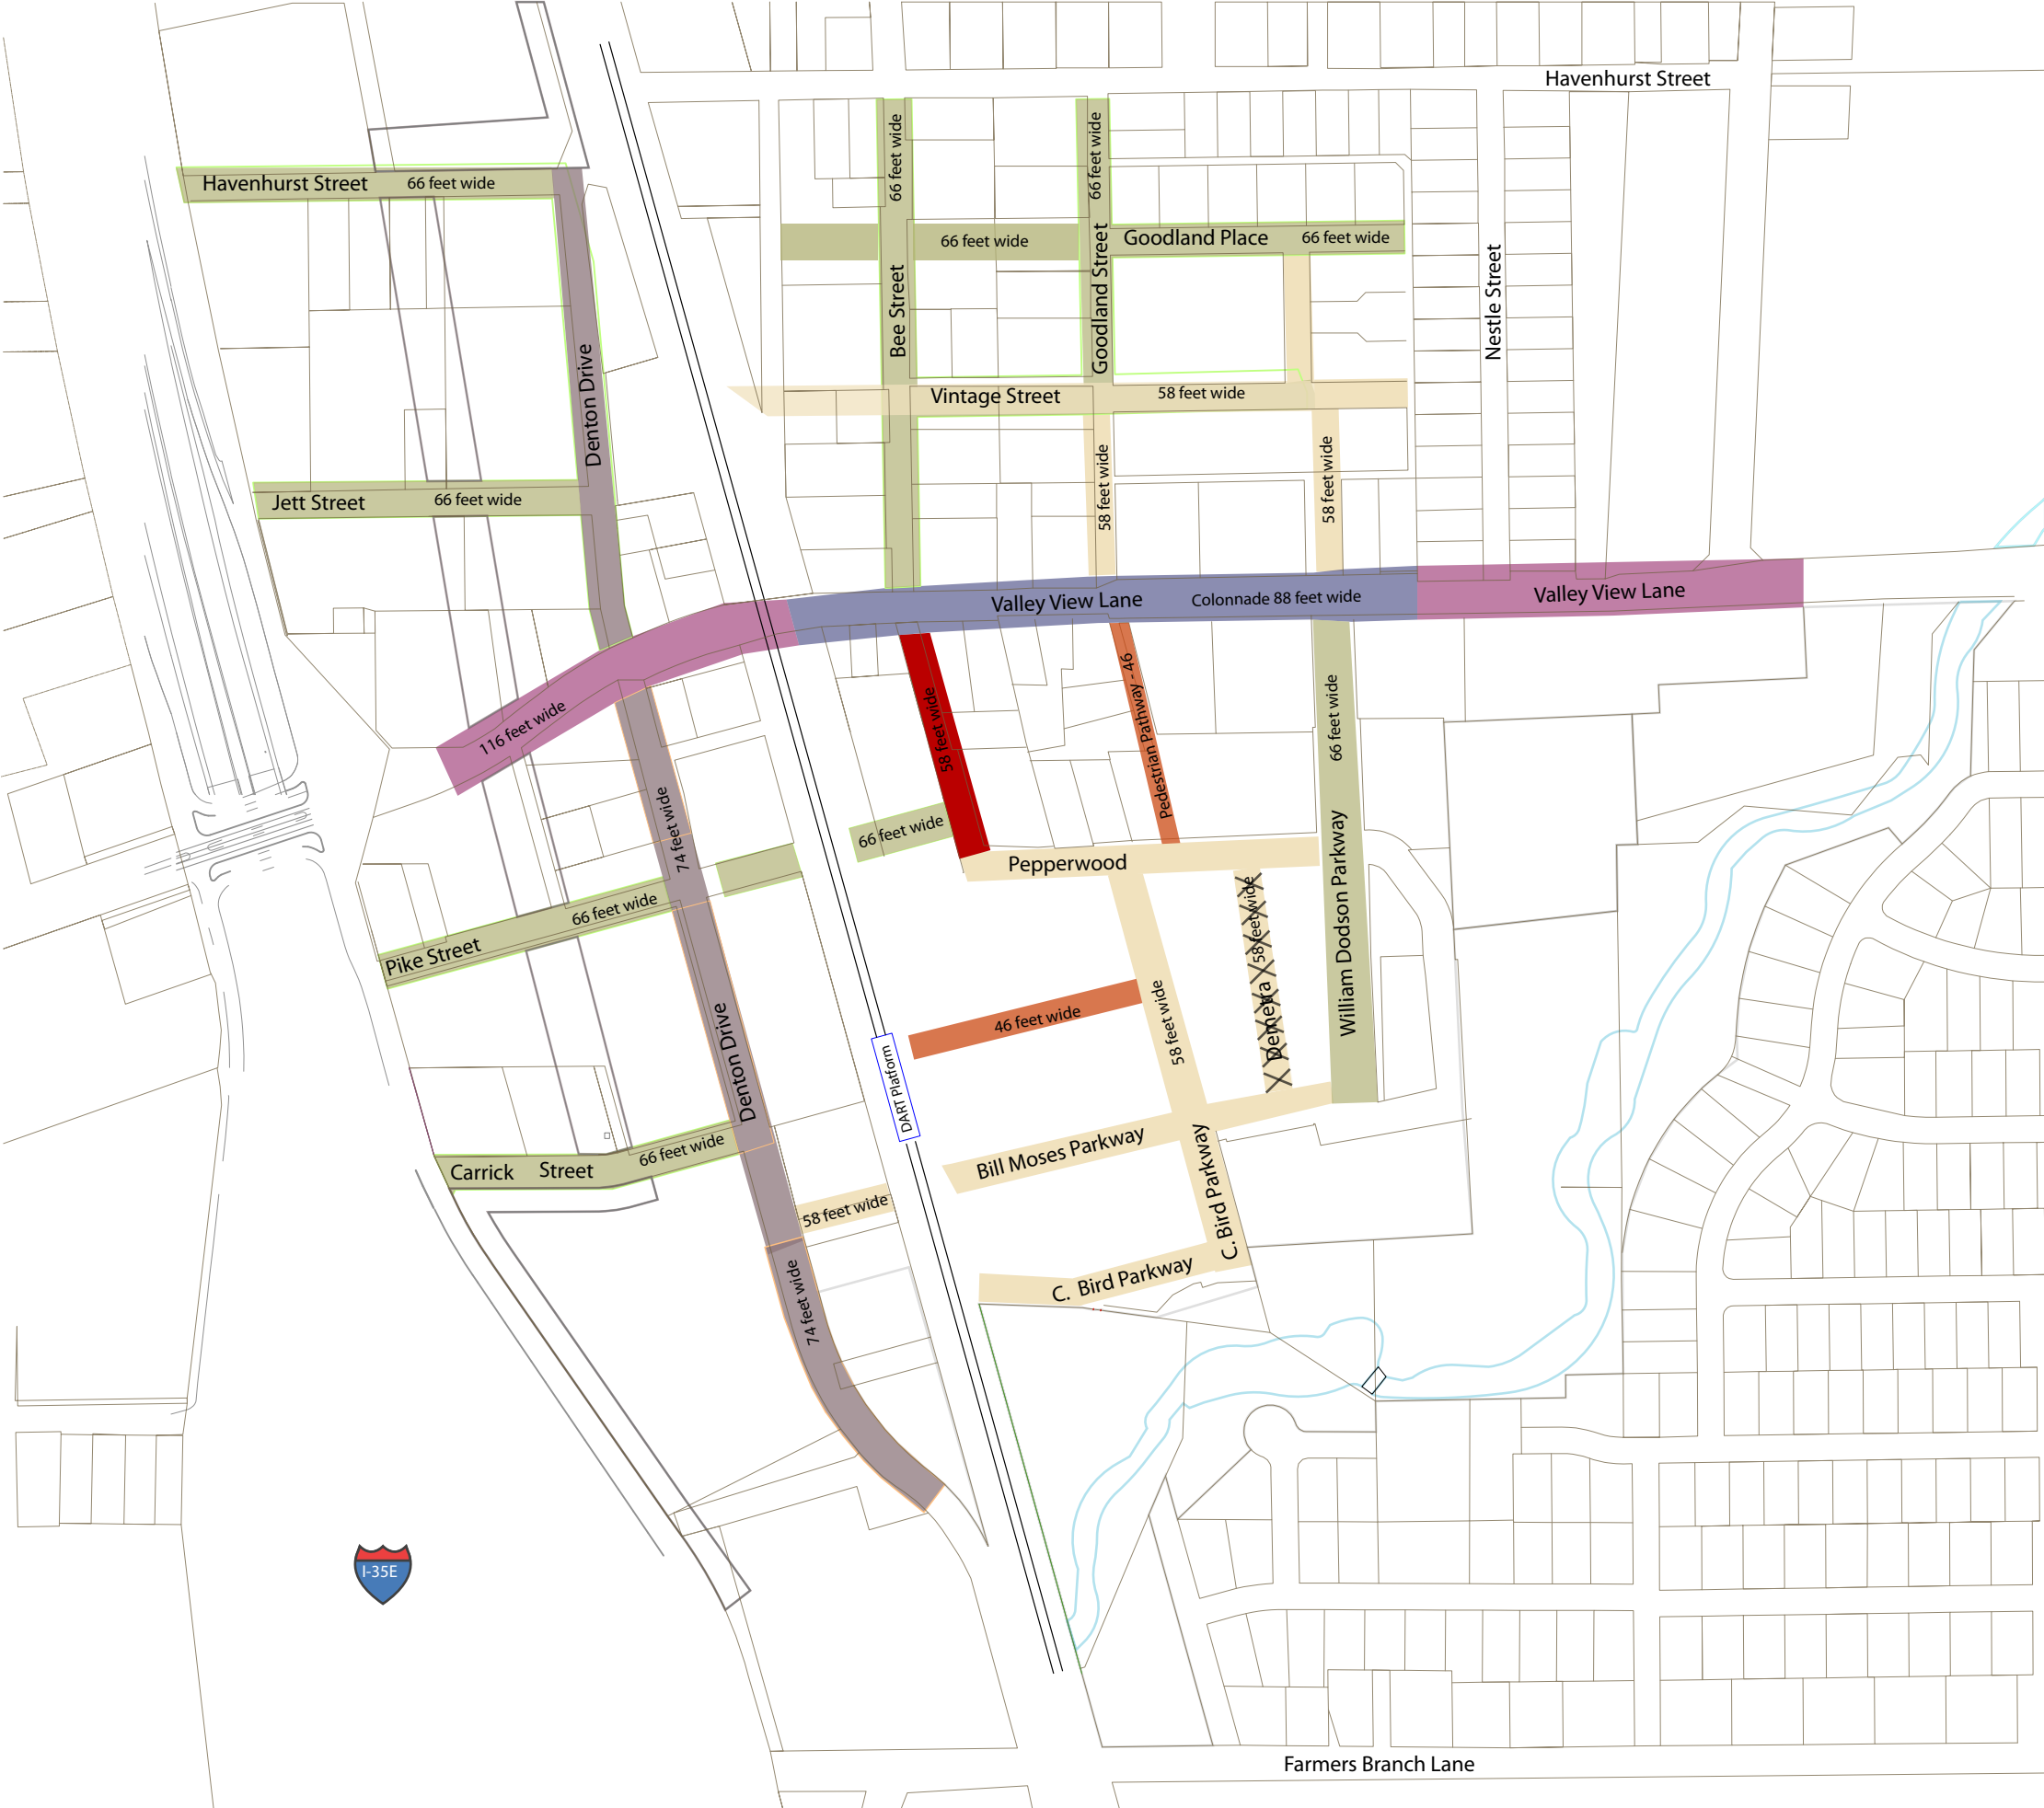 Havenhurst Street
Havenhurst Street
66 feet wide
66 feet wide
66 feet wide
66 feet wide
Goodland Place
66 feet wide
Bee Street
Goodland Street
Nestle Street
Denton Drive
Vintage Street
58 feet wide
Jett Street
66 feet wide
58 feet wide
58 feet wide
Valley View Lane
Colonnade 88 feet wide
Valley View Lane
116 feet wide
58 feet wide
Pedestrian Pathway - 46
66 feet wide
74 feet wide
66 feet wide
Pepperwood
William Dodson Parkway
58 feet wide
Demetra
Pike Street
66 feet wide
46 feet wide
58 feet wide
DART Platform
Denton Drive
Carrick Street
66 feet wide
Bill Moses Parkway
C. Bird Parkway
58 feet wide
C. Bird Parkway
74 feet wide
I-35E
Farmers Branch Lane